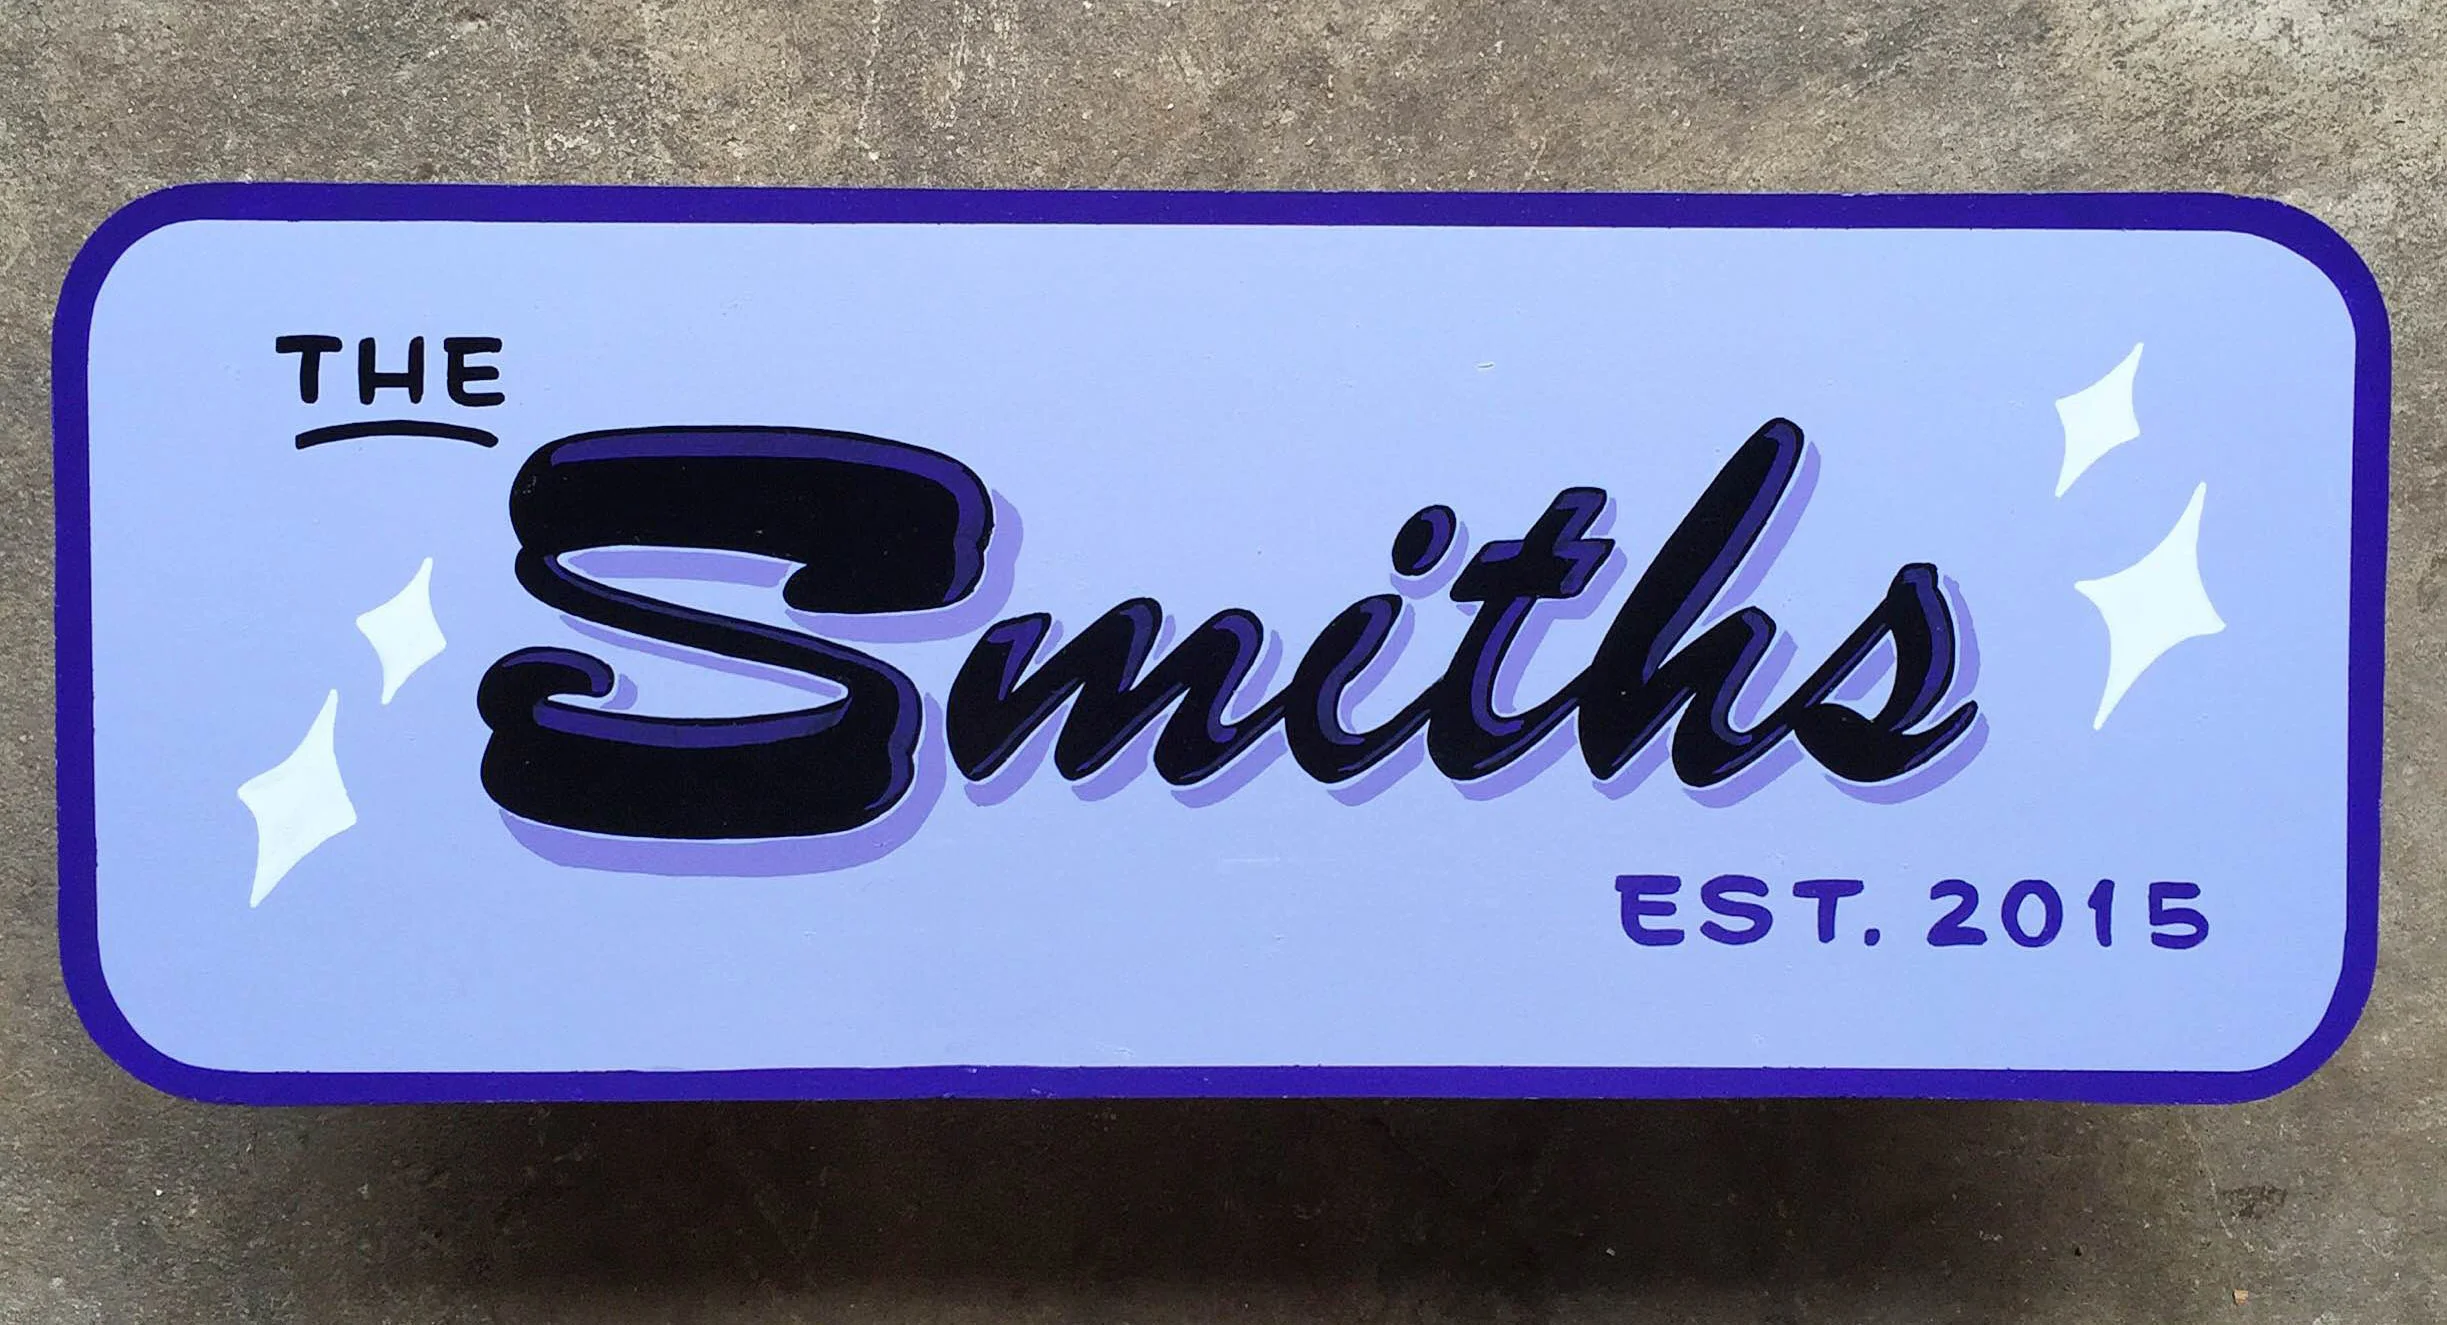 THE
Smiths
EST. 2015